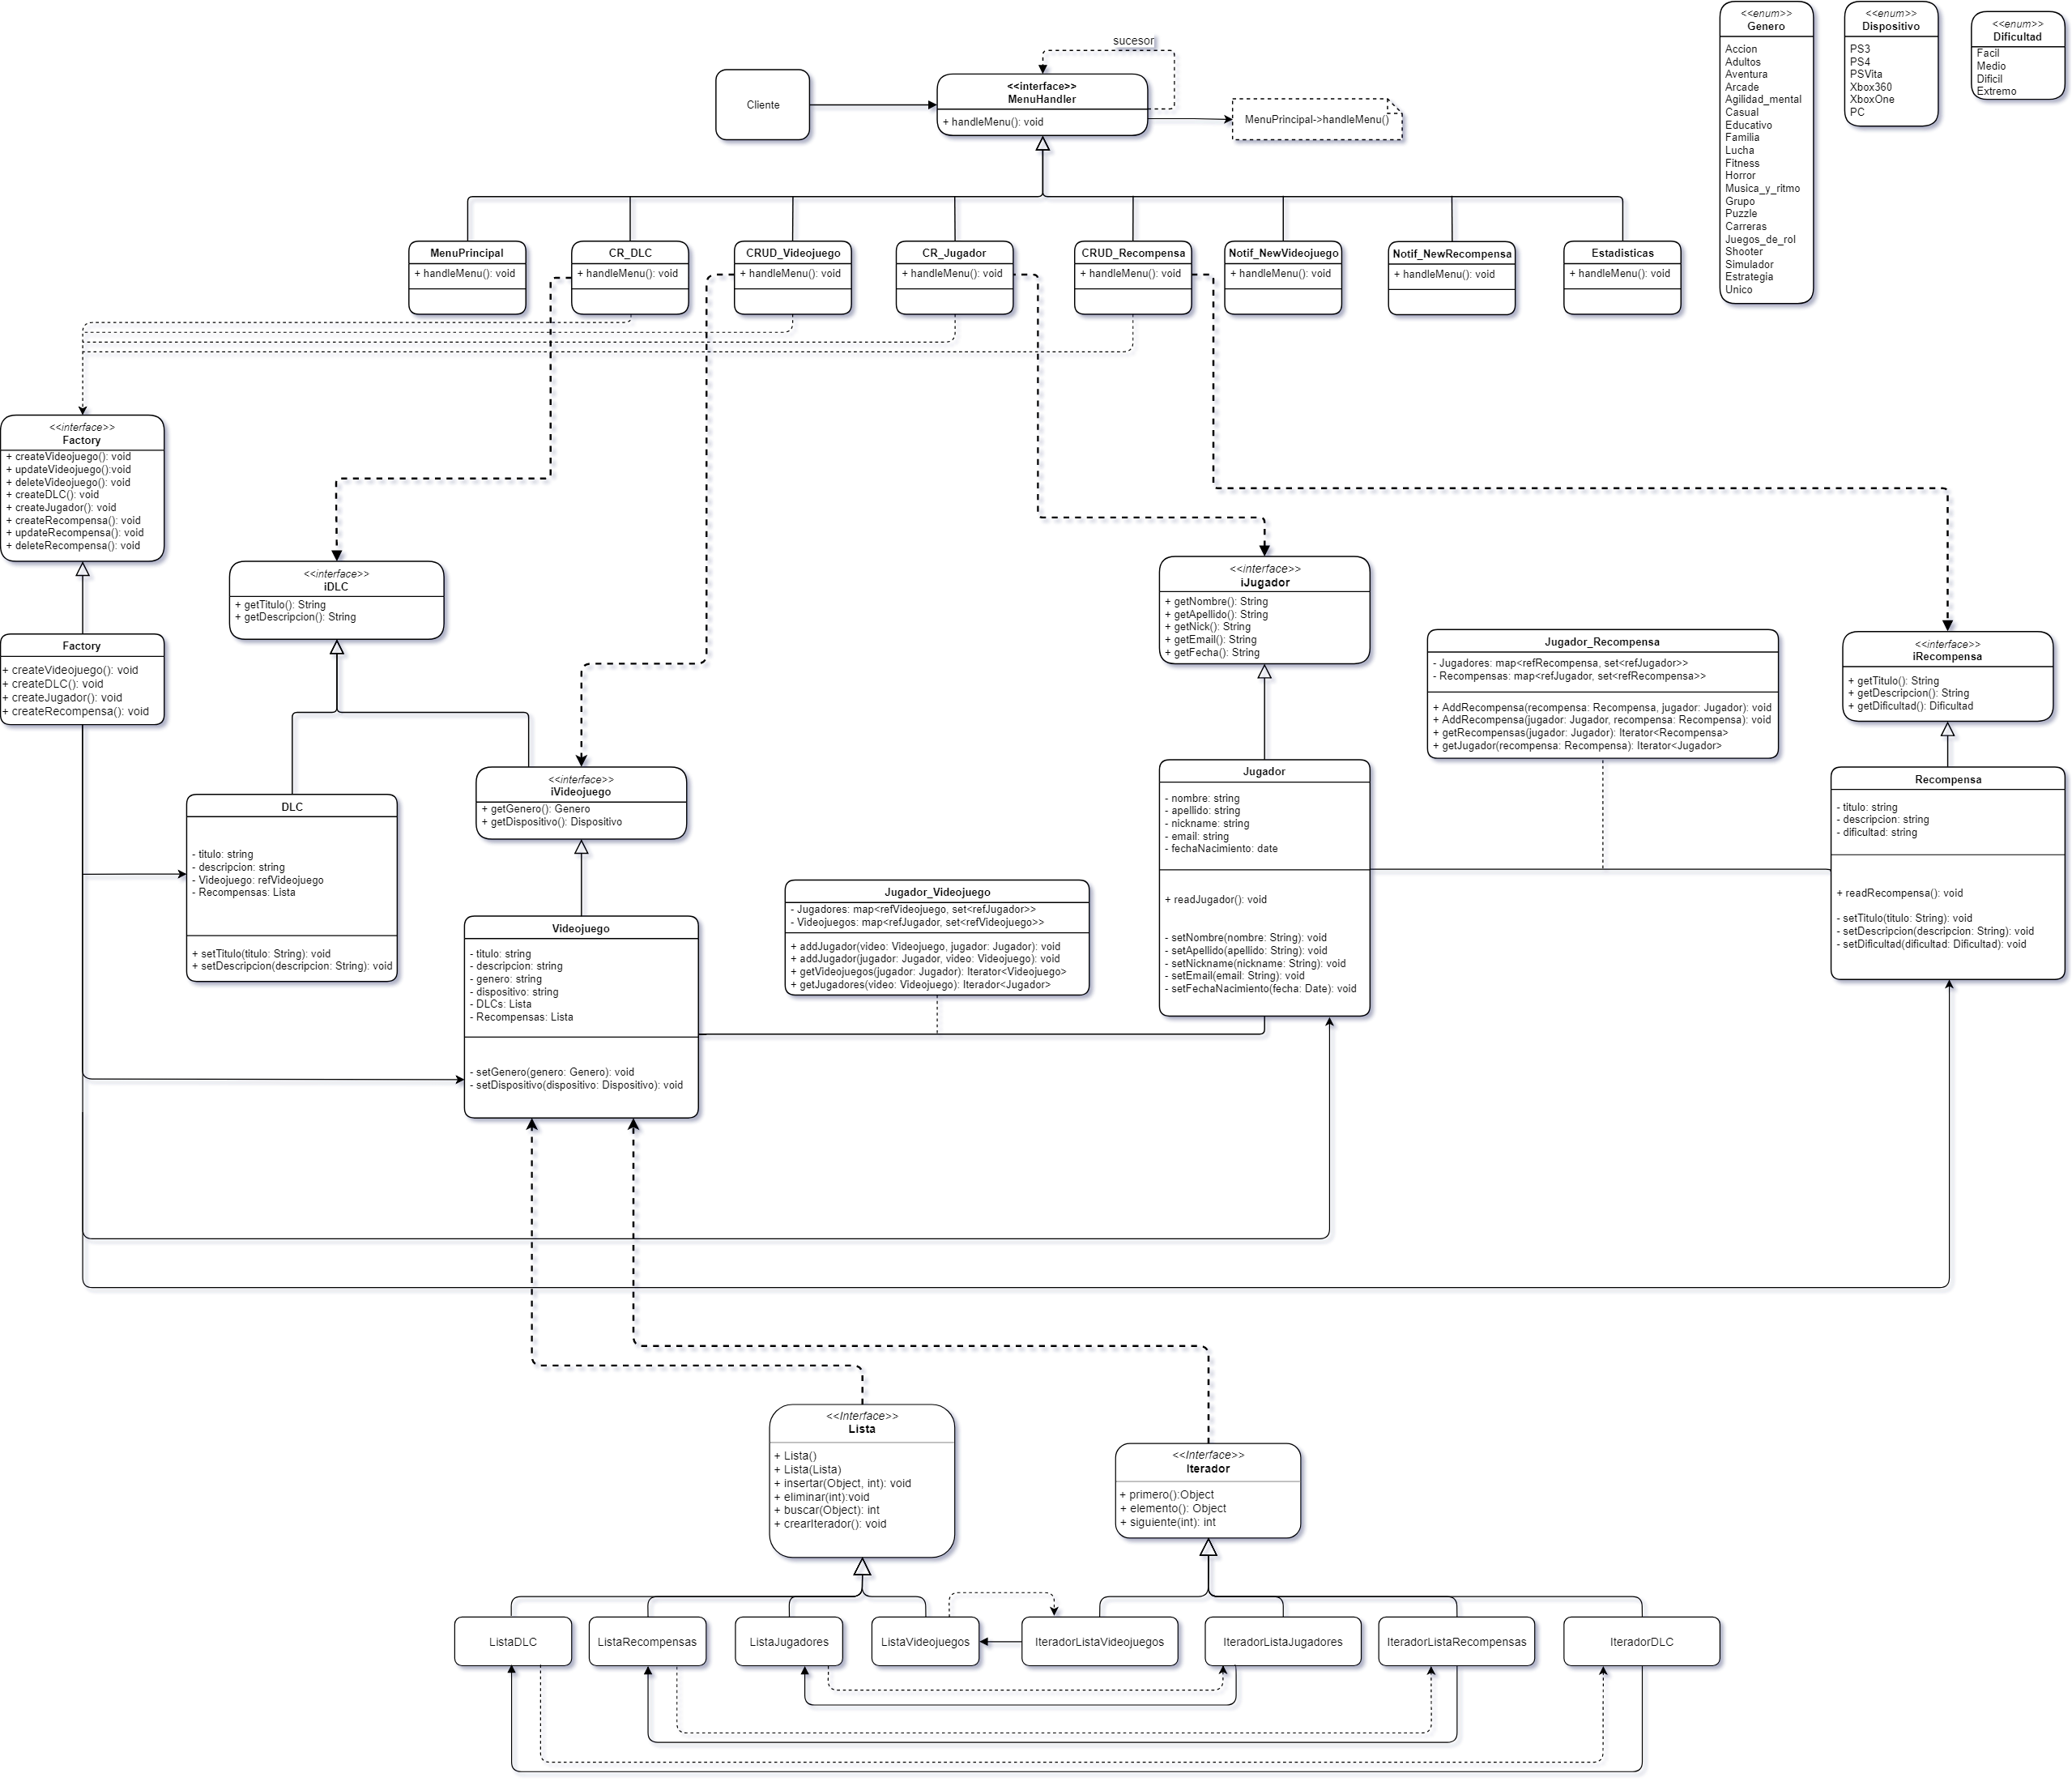 sucesor
Cliente
<<interface>>
MenuHandler
+ handleMenu(): void
MenuPrincipal->handleMenu()
<<enum>>
Genero
Accion
Adultos
Aventura
Arcade
Agilidad_mental
Casual
Educativo
Familia
Lucha
Fitness
Horror
Musica_y_ritmo
Grupo
Puzzle
Carreras
Juegos_de_rol
Shooter
Simulador
Estrategia
Unico
<<enum>>
Dispositivo
PS3
PS4
PSVita
Xbox360
XboxOne
PC
<<enum>>
Dificultad
Facil
Medio
Dificil
Extremo
MenuPrincipal
+ handleMenu(): void
CR_DLC
+ handleMenu(): void
CRUD_Videojuego
+ handleMenu(): void
CR_Jugador
+ handleMenu(): void
CRUD_Recompensa
+ handleMenu(): void
Notif_NewVideojuego
+ handleMenu(): void
Notif_NewRecompensa
+ handleMenu(): void
Estadisticas
+ handleMenu(): void
<<interface>>
Factory
+ createVideojuego(): void
+ updateVideojuego():void
+ deleteVideojuego(): void
+ createDLC(): void
+ createJugador(): void
+ createRecompensa(): void
+ updateRecompensa(): void
+ deleteRecompensa(): void
Factory
+ createVideojuego(): void
+ createDLC(): void
+ createJugador(): void
+ createRecompensa(): void
<<interface>>
iDLC
+ getTitulo(): String
+ getDescripcion(): String
<<interface>>
iJugador
+ getNombre(): String
+ getApellido(): String
+ getNick(): String
+ getEmail(): String
+ getFecha(): String
Jugador_Recompensa
- Jugadores: map<refRecompensa, set<refJugador>>
- Recompensas: map<refJugador, set<refRecompensa>>
+ AddRecompensa(recompensa: Recompensa, jugador: Jugador): void
+ AddRecompensa(jugador: Jugador, recompensa: Recompensa): void
+ getRecompensas(jugador: Jugador): Iterator<Recompensa>
+ getJugador(recompensa: Recompensa): Iterator<Jugador>
<<interface>>
iRecompensa
+ getTitulo(): String
+ getDescripcion(): String
+ getDificultad(): Dificultad
DLC
- titulo: string
- descripcion: string
- Videojuego: refVideojuego
- Recompensas: Lista
+ setTitulo(titulo: String): void
+ setDescripcion(descripcion: String): void
<<interface>>
iVideojuego
+ getGenero(): Genero
+ getDispositivo(): Dispositivo
Videojuego
- titulo: string
- descripcion: string
- genero: string
- dispositivo: string
- DLCs: Lista
- Recompensas: Lista
- setGenero(genero: Genero): void
- setDispositivo(dispositivo: Dispositivo): void
Jugador_Videojuego
- Jugadores: map<refVideojuego, set<refJugador>>
- Videojuegos: map<refJugador, set<refVideojuego>>
+ addJugador(video: Videojuego, jugador: Jugador): void
+ addJugador(jugador: Jugador, video: Videojuego): void
+ getVideojuegos(jugador: Jugador): Iterator<Videojuego>
+ getJugadores(video: Videojuego): Iterator<Jugador>
Jugador
- nombre: string
- apellido: string
- nickname: string
- email: string
- fechaNacimiento: date
+ readJugador(): void
- setNombre(nombre: String): void
- setApellido(apellido: String): void
- setNickname(nickname: String): void
- setEmail(email: String): void
- setFechaNacimiento(fecha: Date): void
Recompensa
- titulo: string
- descripcion: string
- dificultad: string
+ readRecompensa(): void
- setTitulo(titulo: String): void
- setDescripcion(descripcion: String): void
- setDificultad(dificultad: Dificultad): void
<<Interface>>
Lista
+ Lista()
+ Lista(Lista)
+ insertar(Object, int): void
+ eliminar(int):void
+ buscar(Object): int
+ crearIterador(): void
<<Interface>>
Iterador
+ primero():Object
+ elemento(): Object
+ siguiente(int): int
ListaDLC
ListaRecompensas
ListaJugadores
ListaVideojuegos
IteradorListaVideojuegos
IteradorListaJugadores
IteradorListaRecompensas
IteradorDLC